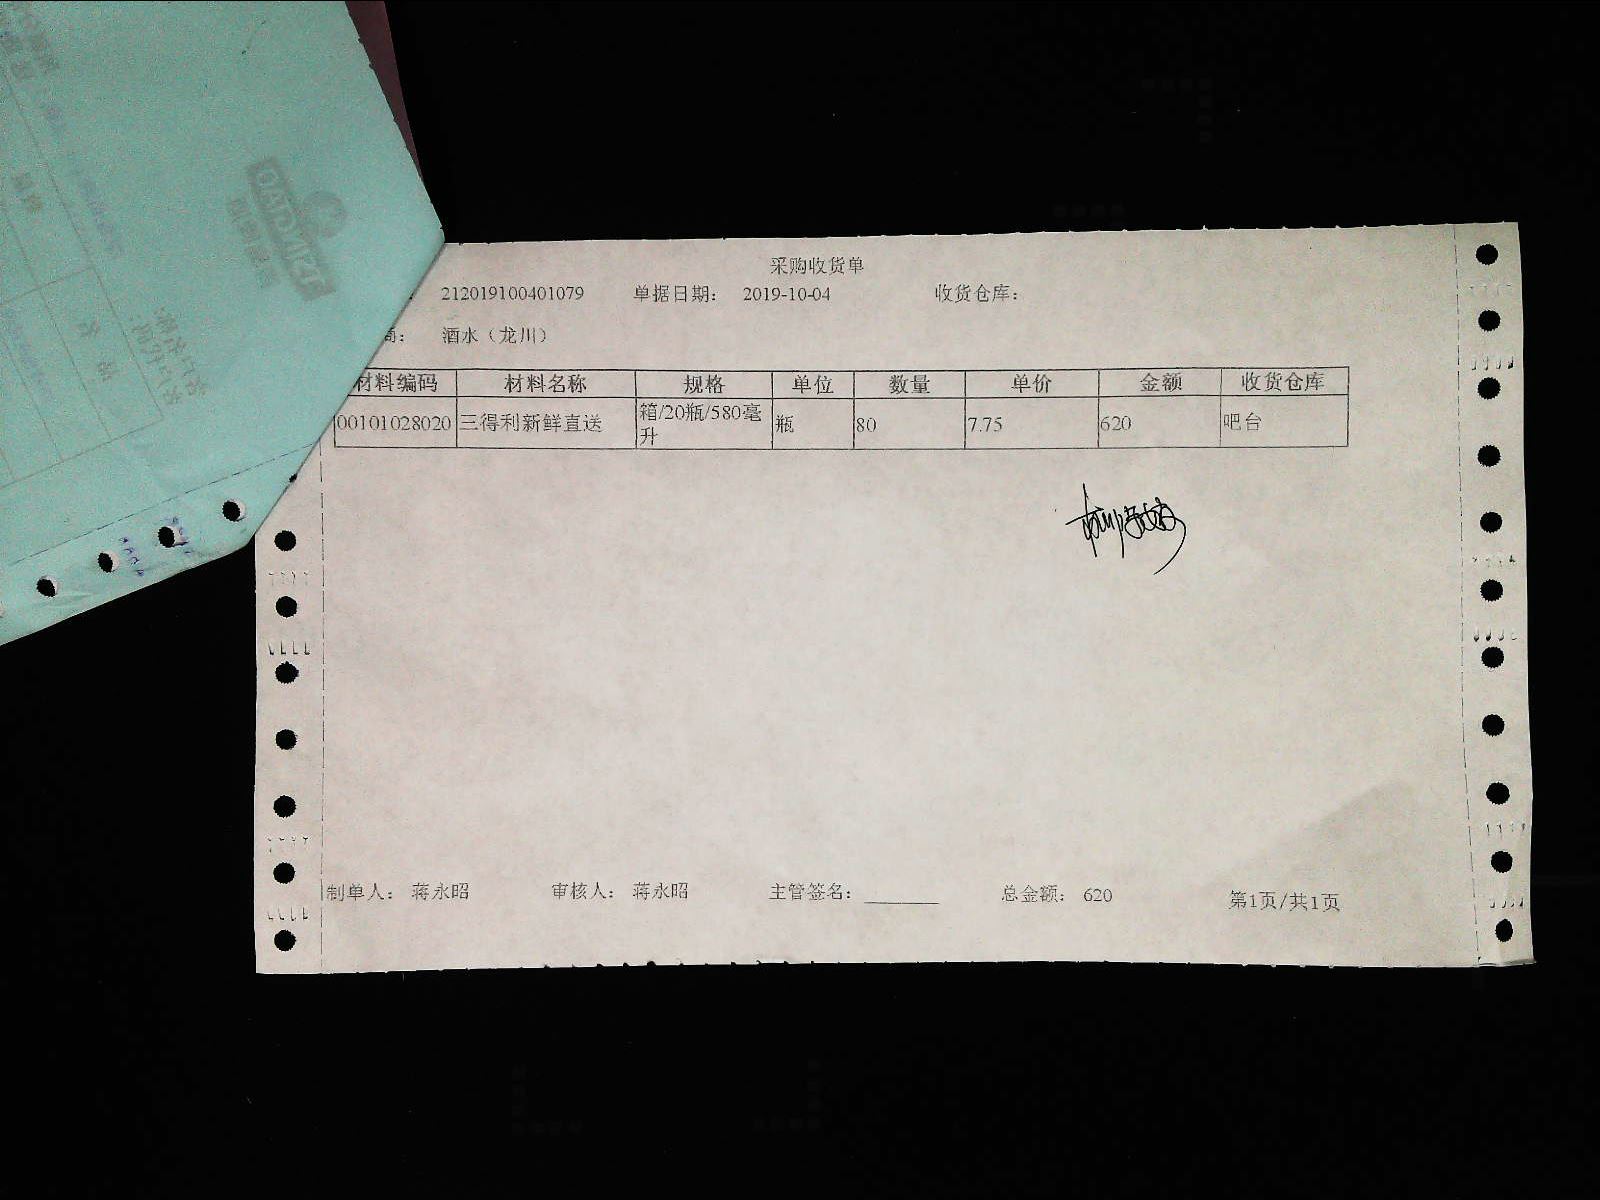 采购收货单
212019100401079 单据日期： 2019-10-04 收货仓库：
商： 酒水（龙川）
材料编码 材料名称 规格 单位 数量 单价 金额 收货仓库
00101028020 三得利新鲜直送 箱/20瓶/580毫升 瓶 80 7.75 620 吧台
制单人： 蒋永昭 审核人： 蒋永昭 主管签名： 总金额： 620 第1页/共1页